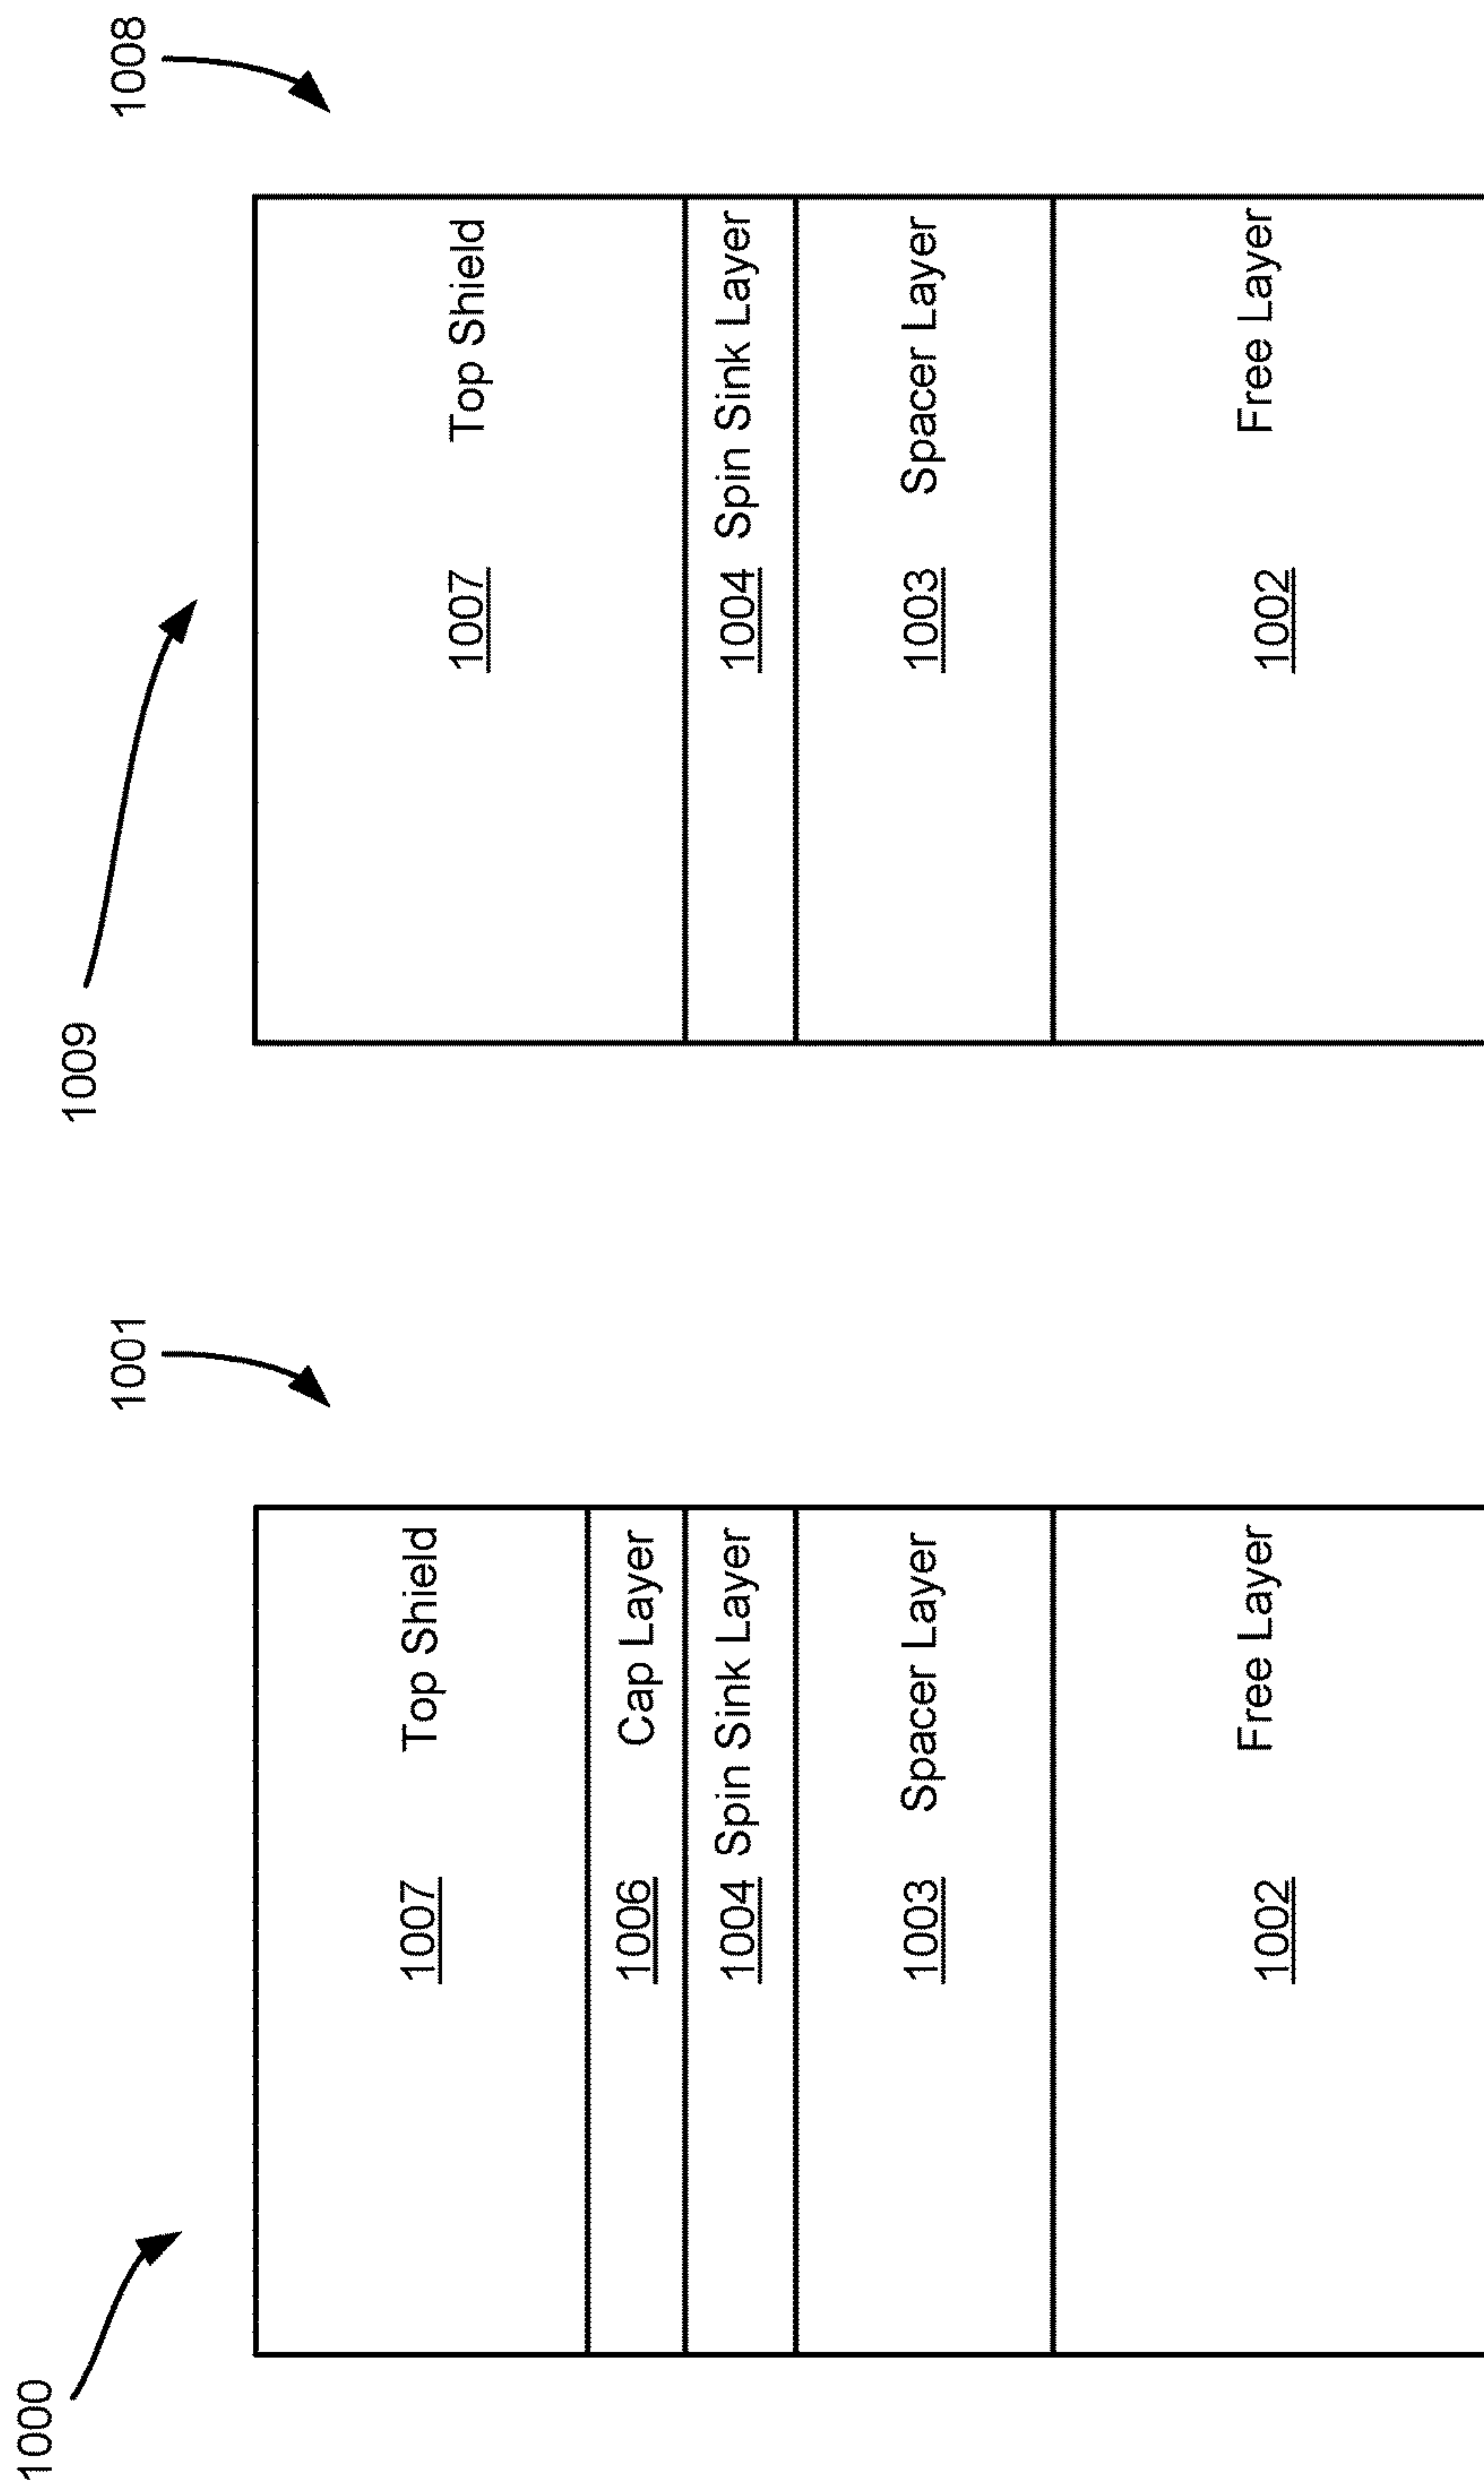 1000
1001
1007 Top Shield
1006 Cap Layer
1004 Spin Sink Layer
1003 Spacer Layer
1002 Free Layer
1009
1008
1007 Top Shield
1004 Spin Sink Layer
1003 Spacer Layer
1002 Free Layer